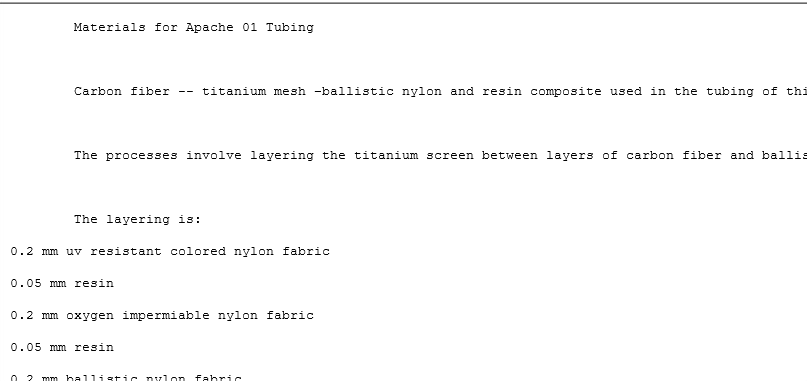 Materials for Apache 01 Tubing
Carbon fiber -- titanium mesh -ballistic nylon and resin composite used in the tubing of thi
The processes involve layering the titanium screen between layers of carbon fiber and ballis
The layering is:
0.2 mm uv resistant colored nylon fabric
0.05 mm resin
0.2 mm oxygen impermiable nylon fabric
0.05 mm resin
0.2 mm ballistic nylon fabric